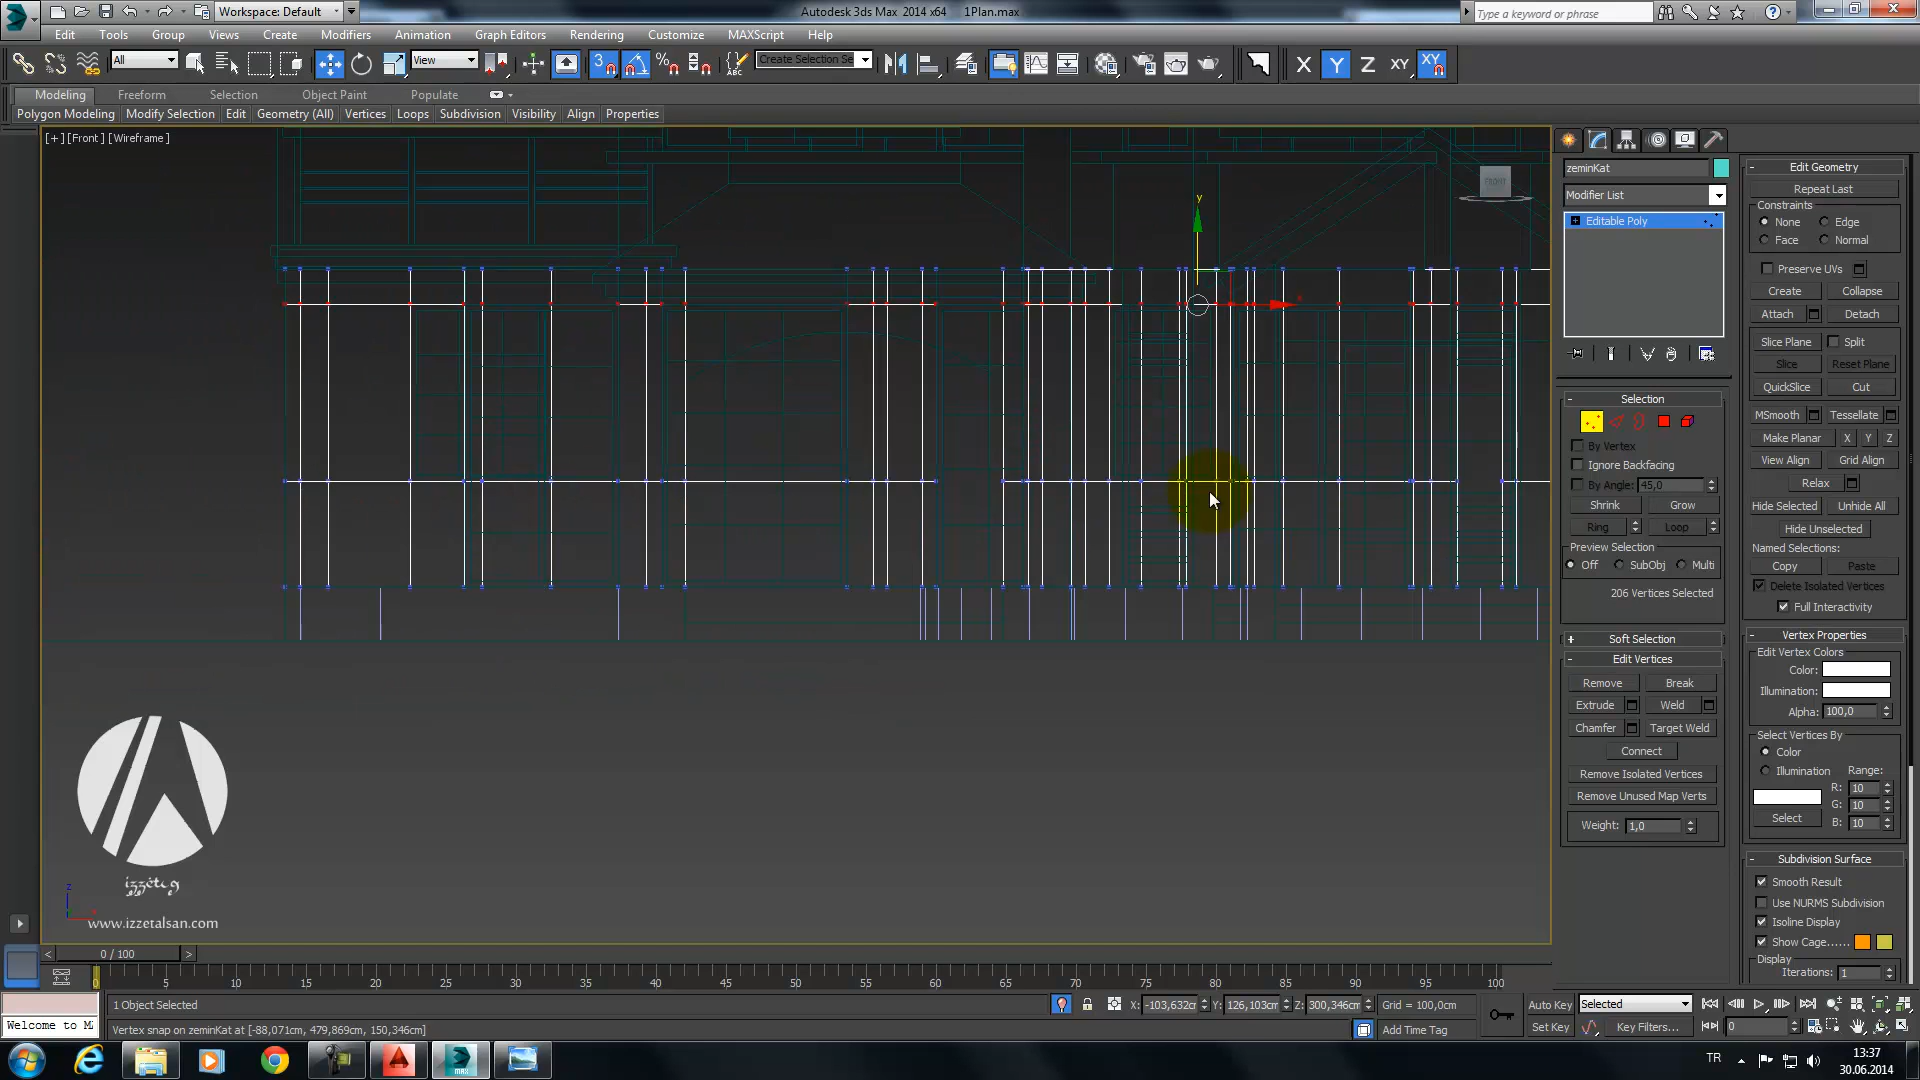 Workspace: Default
Autodesk 3ds Max 2014 x64    1Plan.max
Type a keyword or phrase
Edit Tools Group Views Create Modifiers Animation Graph Editors Rendering Customize MAXScript Help
All
View
Create Selection Se
X Y Z XY XY
Modeling Freeform Selection Object Paint Populate
Polygon Modeling Modify Selection Edit Geometry (All) Vertices Loops Subdivision Visibility Align Properties
[+][Front][Wireframe]
FRONT
y
z
zeminKat
Modifier List
Editable Poly
Selection
By Vertex
Ignore Backfacing
By Angle: 45,0
Shrink Grow
Ring Loop
Preview Selection
Off SubObj Multi
206 Vertices Selected
Soft Selection
Edit Vertices
Remove Break
Extrude Weld
Chamfer Target Weld
Connect
Remove Isolated Vertices
Remove Unused Map Verts
Weight: 1,0
Edit Geometry
Repeat Last
Constraints
None Edge
Face Normal
Preserve UVs
Create Collapse
Attach Detach
Slice Plane Split
Slice Reset Plane
QuickSlice Cut
MSmooth Tessellate
Make Planar X Y Z
View Align Grid Align
Relax
Hide Selected Unhide All
Hide Unselected
Named Selections:
Copy Paste
Delete Isolated Vertices
Full Interactivity
Vertex Properties
Edit Vertex Colors
Color:
Illumination:
Alpha: 100,0
Select Vertices By
Color
Illumination Range:
R: 10
G: 10
Select B: 10
Subdivision Surface
Smooth Result
Use NURMS Subdivision
Isoline Display
Show Cage......
Display
Iterations: 1
www.izzetalsan.com
0 / 100
0 5 10 15 20 25 30 35 40 45 50 55 60 65 70 75 80 85 90 95 100
1 Object Selected
X: -103,632cm Y: 126,103cm Z: 300,346cm Grid = 100,0cm
Auto Key Selected
Welcome to M
Vertex snap on zeminKat at [-88,071cm, 479,869cm, 150,346cm]
Add Time Tag
Set Key Key Filters... 0
TR
13:37
30.06.2014